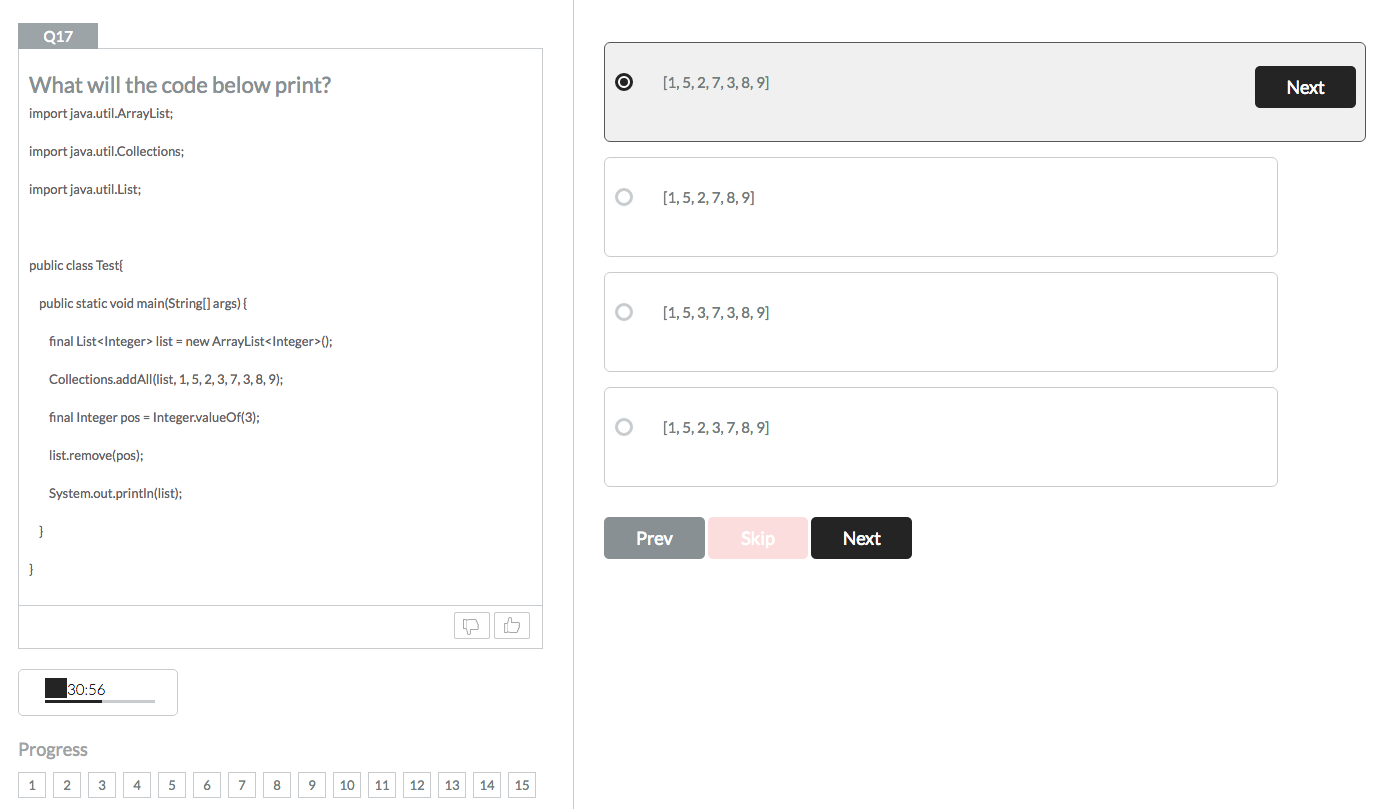 Q17
What will the code below print?
import java.util.ArrayList;
import java.util.Collections;
import java.util.List;
public class Test{
public static void main(String[] args) {
final List<Integer> list = new ArrayList<Integer>();
Collections.addAll(list, 1, 5, 2, 3, 7, 3, 8, 9);
final Integer pos = Integer.valueOf(3);
list.remove(pos);
System.out.println(list);
}
}
30:56
Progress
1 2 3 4 5 6 7 8 9 10 11 12 13 14 15
[1, 5, 2, 7, 3, 8, 9]
Next
[1, 5, 2, 7, 8, 9]
[1, 5, 3, 7, 3, 8, 9]
[1, 5, 2, 3, 7, 8, 9]
Prev Skip Next